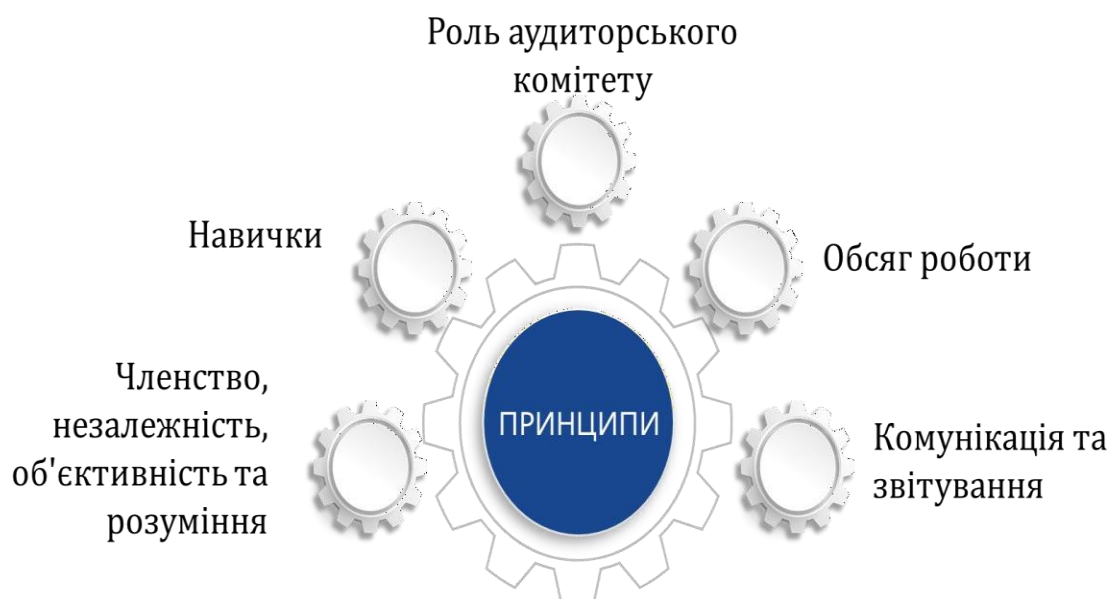 Роль аудиторського
комітету
Навички
Обсяг роботи
Членство,
незалежність,
об'єктивність та
розуміння
ПРИНЦИПИ
Комунікація та
звітування